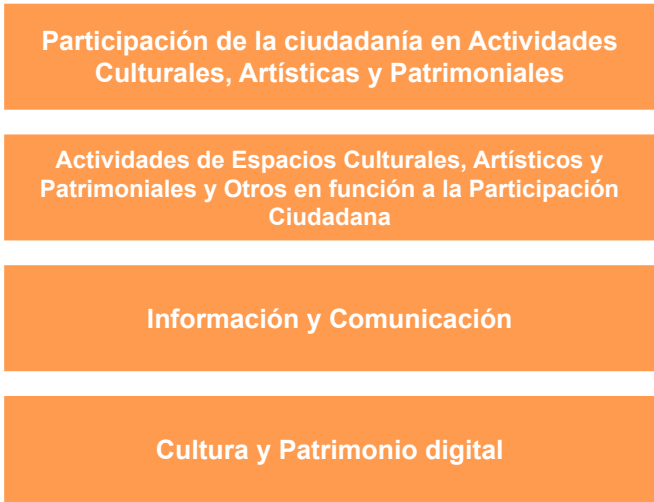 Participación de la ciudadanía en Actividades
Culturales, Artísticas y Patrimoniales
Actividades de Espacios Culturales, Artísticos y
Patrimoniales y Otros en función a la Participación
Ciudadana
Información y Comunicación
Cultura y Patrimonio digital